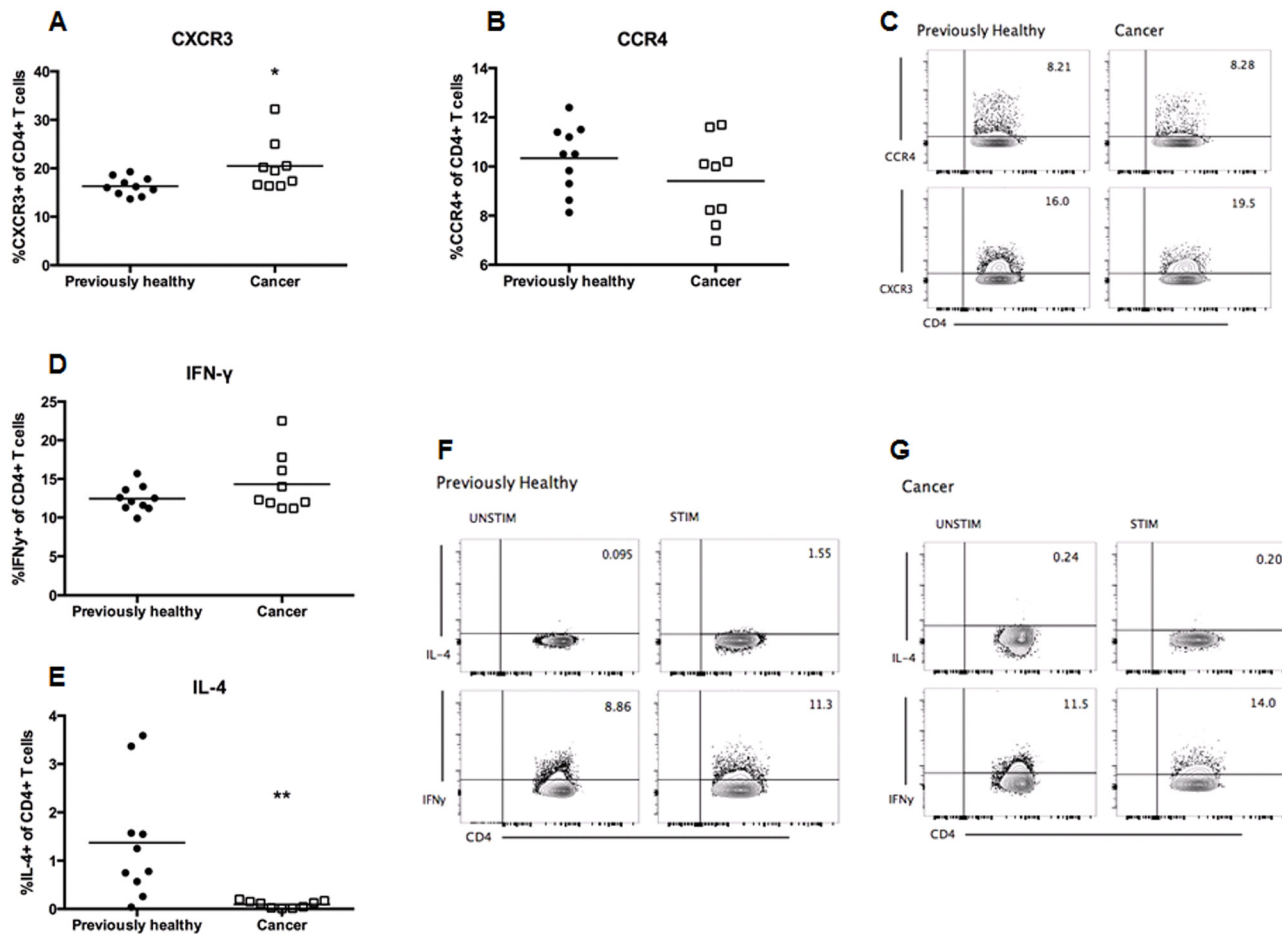 A
CXCR3
%CXCR3+ of CD4+ T cells
40
30
20
10
0
*
Previously healthy
Cancer
B
CCR4
%CCR4+ of CD4+ T cells
14
12
10
8
6
Previously healthy
Cancer
C
Previously Healthy
Cancer
8.21
8.28
CCR4
16.0
19.5
CXCR3
CD4
D
IFN-γ
%IFNy+ of CD4+ T cells
25
20
15
10
5
0
Previously healthy
Cancer
E
IL-4
%IL-4+ of CD4+ T cells
4
3
2
1
0
**
Previously healthy
Cancer
F
Previously Healthy
UNSTIM
STIM
0.095
1.55
IL-4
8.86
11.3
IFNy
CD4
G
Cancer
UNSTIM
STIM
0.24
0.20
IL-4
11.5
14.0
IFNy
CD4